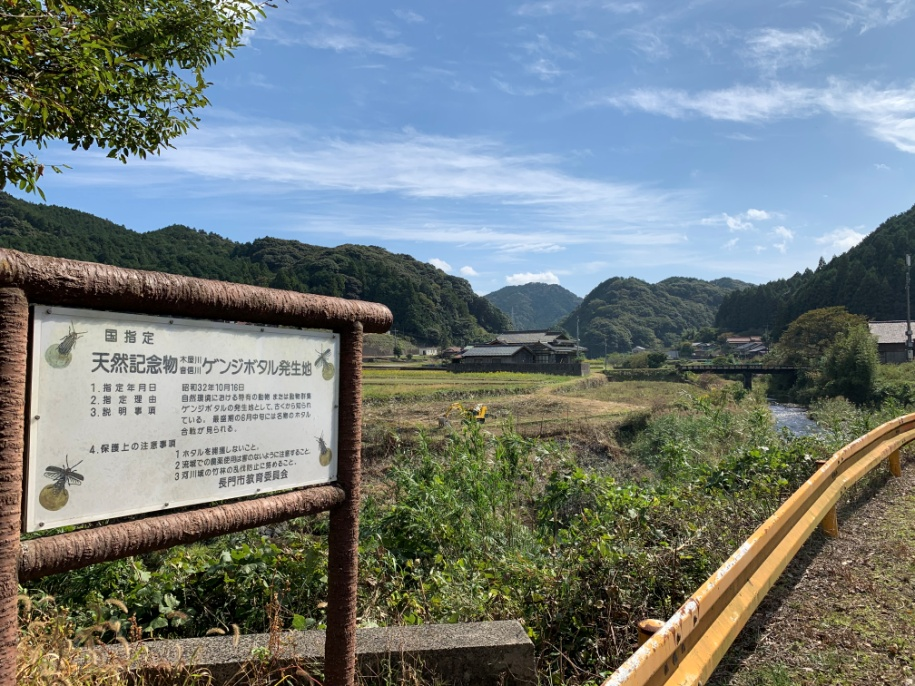 国指定
天然記念物 木屋川 音信川 ゲンジボタル発生地
1. 指定年月日 昭和32年10月16日
2. 指定理由 自然環境における特有の動物 または動物群集
3. 説明事項 ゲンジボタルの発生地として、古くから知られ
ている。 最盛期の6月中旬には名物のホタル
合戦が見られる。
4. 保護上の注意事項
1 ホタルを捕獲しないこと。
2 流域での農薬使用は害のないように注意すること。
3 河川域の竹林の乱伐防止に努めること。
長門市教育委員会